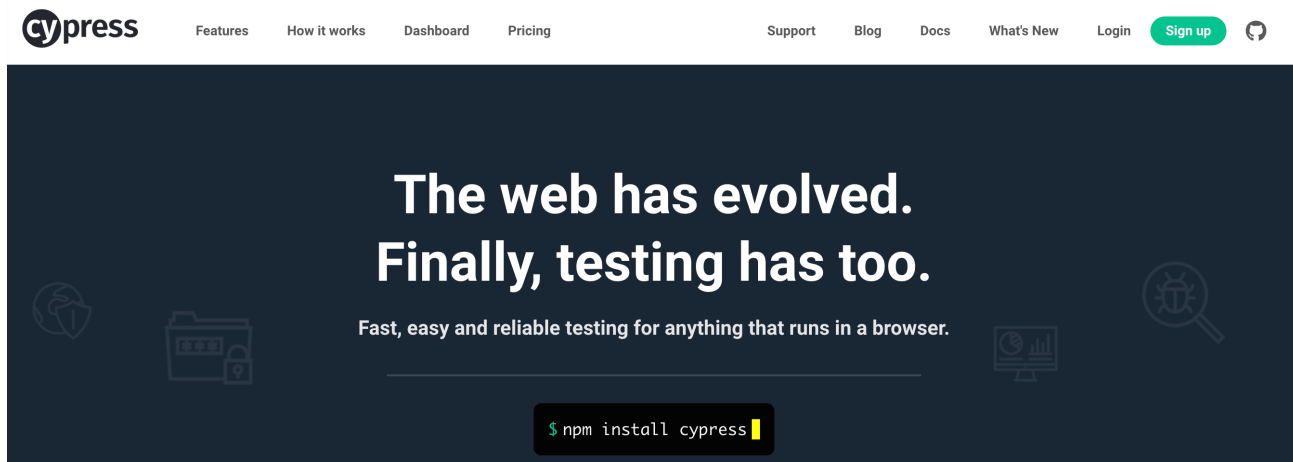 cypress
Features How it works Dashboard Pricing Support Blog Docs What's New Login Sign up
The web has evolved.
Finally, testing has too.
Fast, easy and reliable testing for anything that runs in a browser.
$ npm install cypress